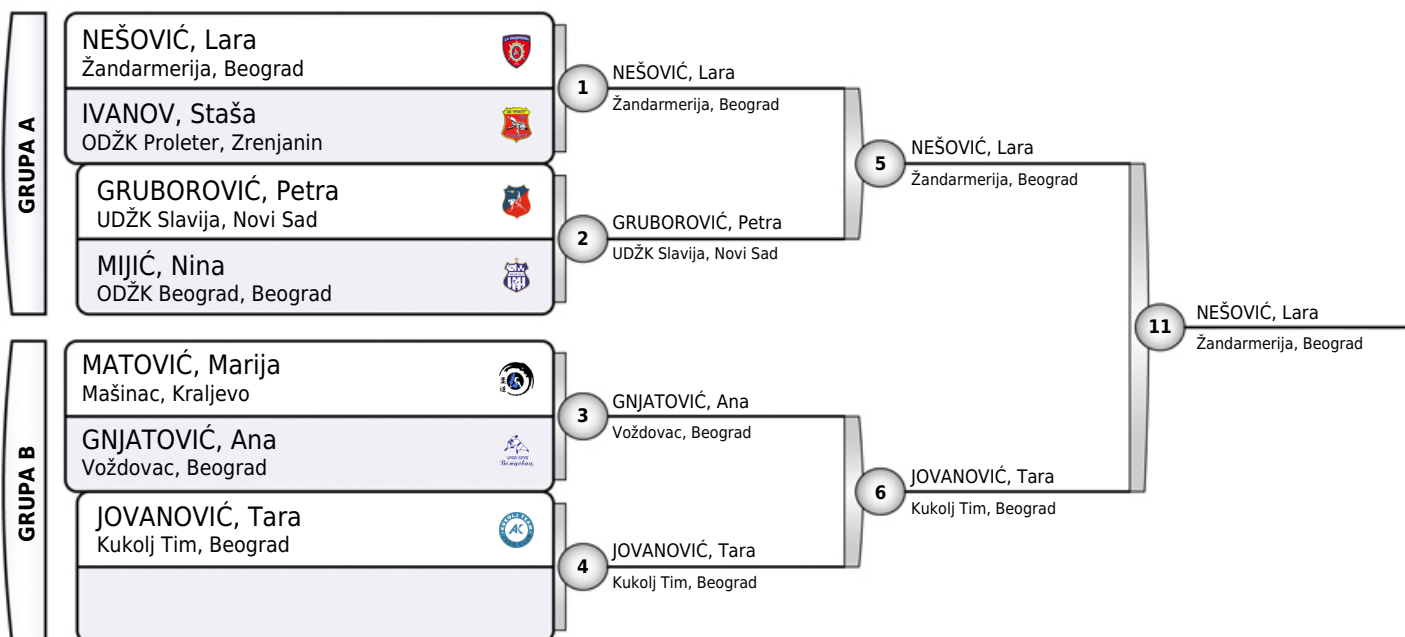 GRUPA A
NEŠOVIĆ, Lara
Žandarmerija, Beograd
IVANOV, Staša
ODŽK Proleter, Zrenjanin
GRUBOROVIĆ, Petra
UDŽK Slavija, Novi Sad
MIJIĆ, Nina
ODŽK Beograd, Beograd
1
NEŠOVIĆ, Lara
Žandarmerija, Beograd
2
GRUBOROVIĆ, Petra
UDŽK Slavija, Novi Sad
5
NEŠOVIĆ, Lara
Žandarmerija, Beograd
GRUPA B
MATOVIĆ, Marija
Mašinac, Kraljevo
GNJATOVIĆ, Ana
Voždovac, Beograd
JOVANOVIĆ, Tara
Kukolj Tim, Beograd
3
GNJATOVIĆ, Ana
Voždovac, Beograd
4
JOVANOVIĆ, Tara
Kukolj Tim, Beograd
6
JOVANOVIĆ, Tara
Kukolj Tim, Beograd
11
NEŠOVIĆ, Lara
Žandarmerija, Beograd